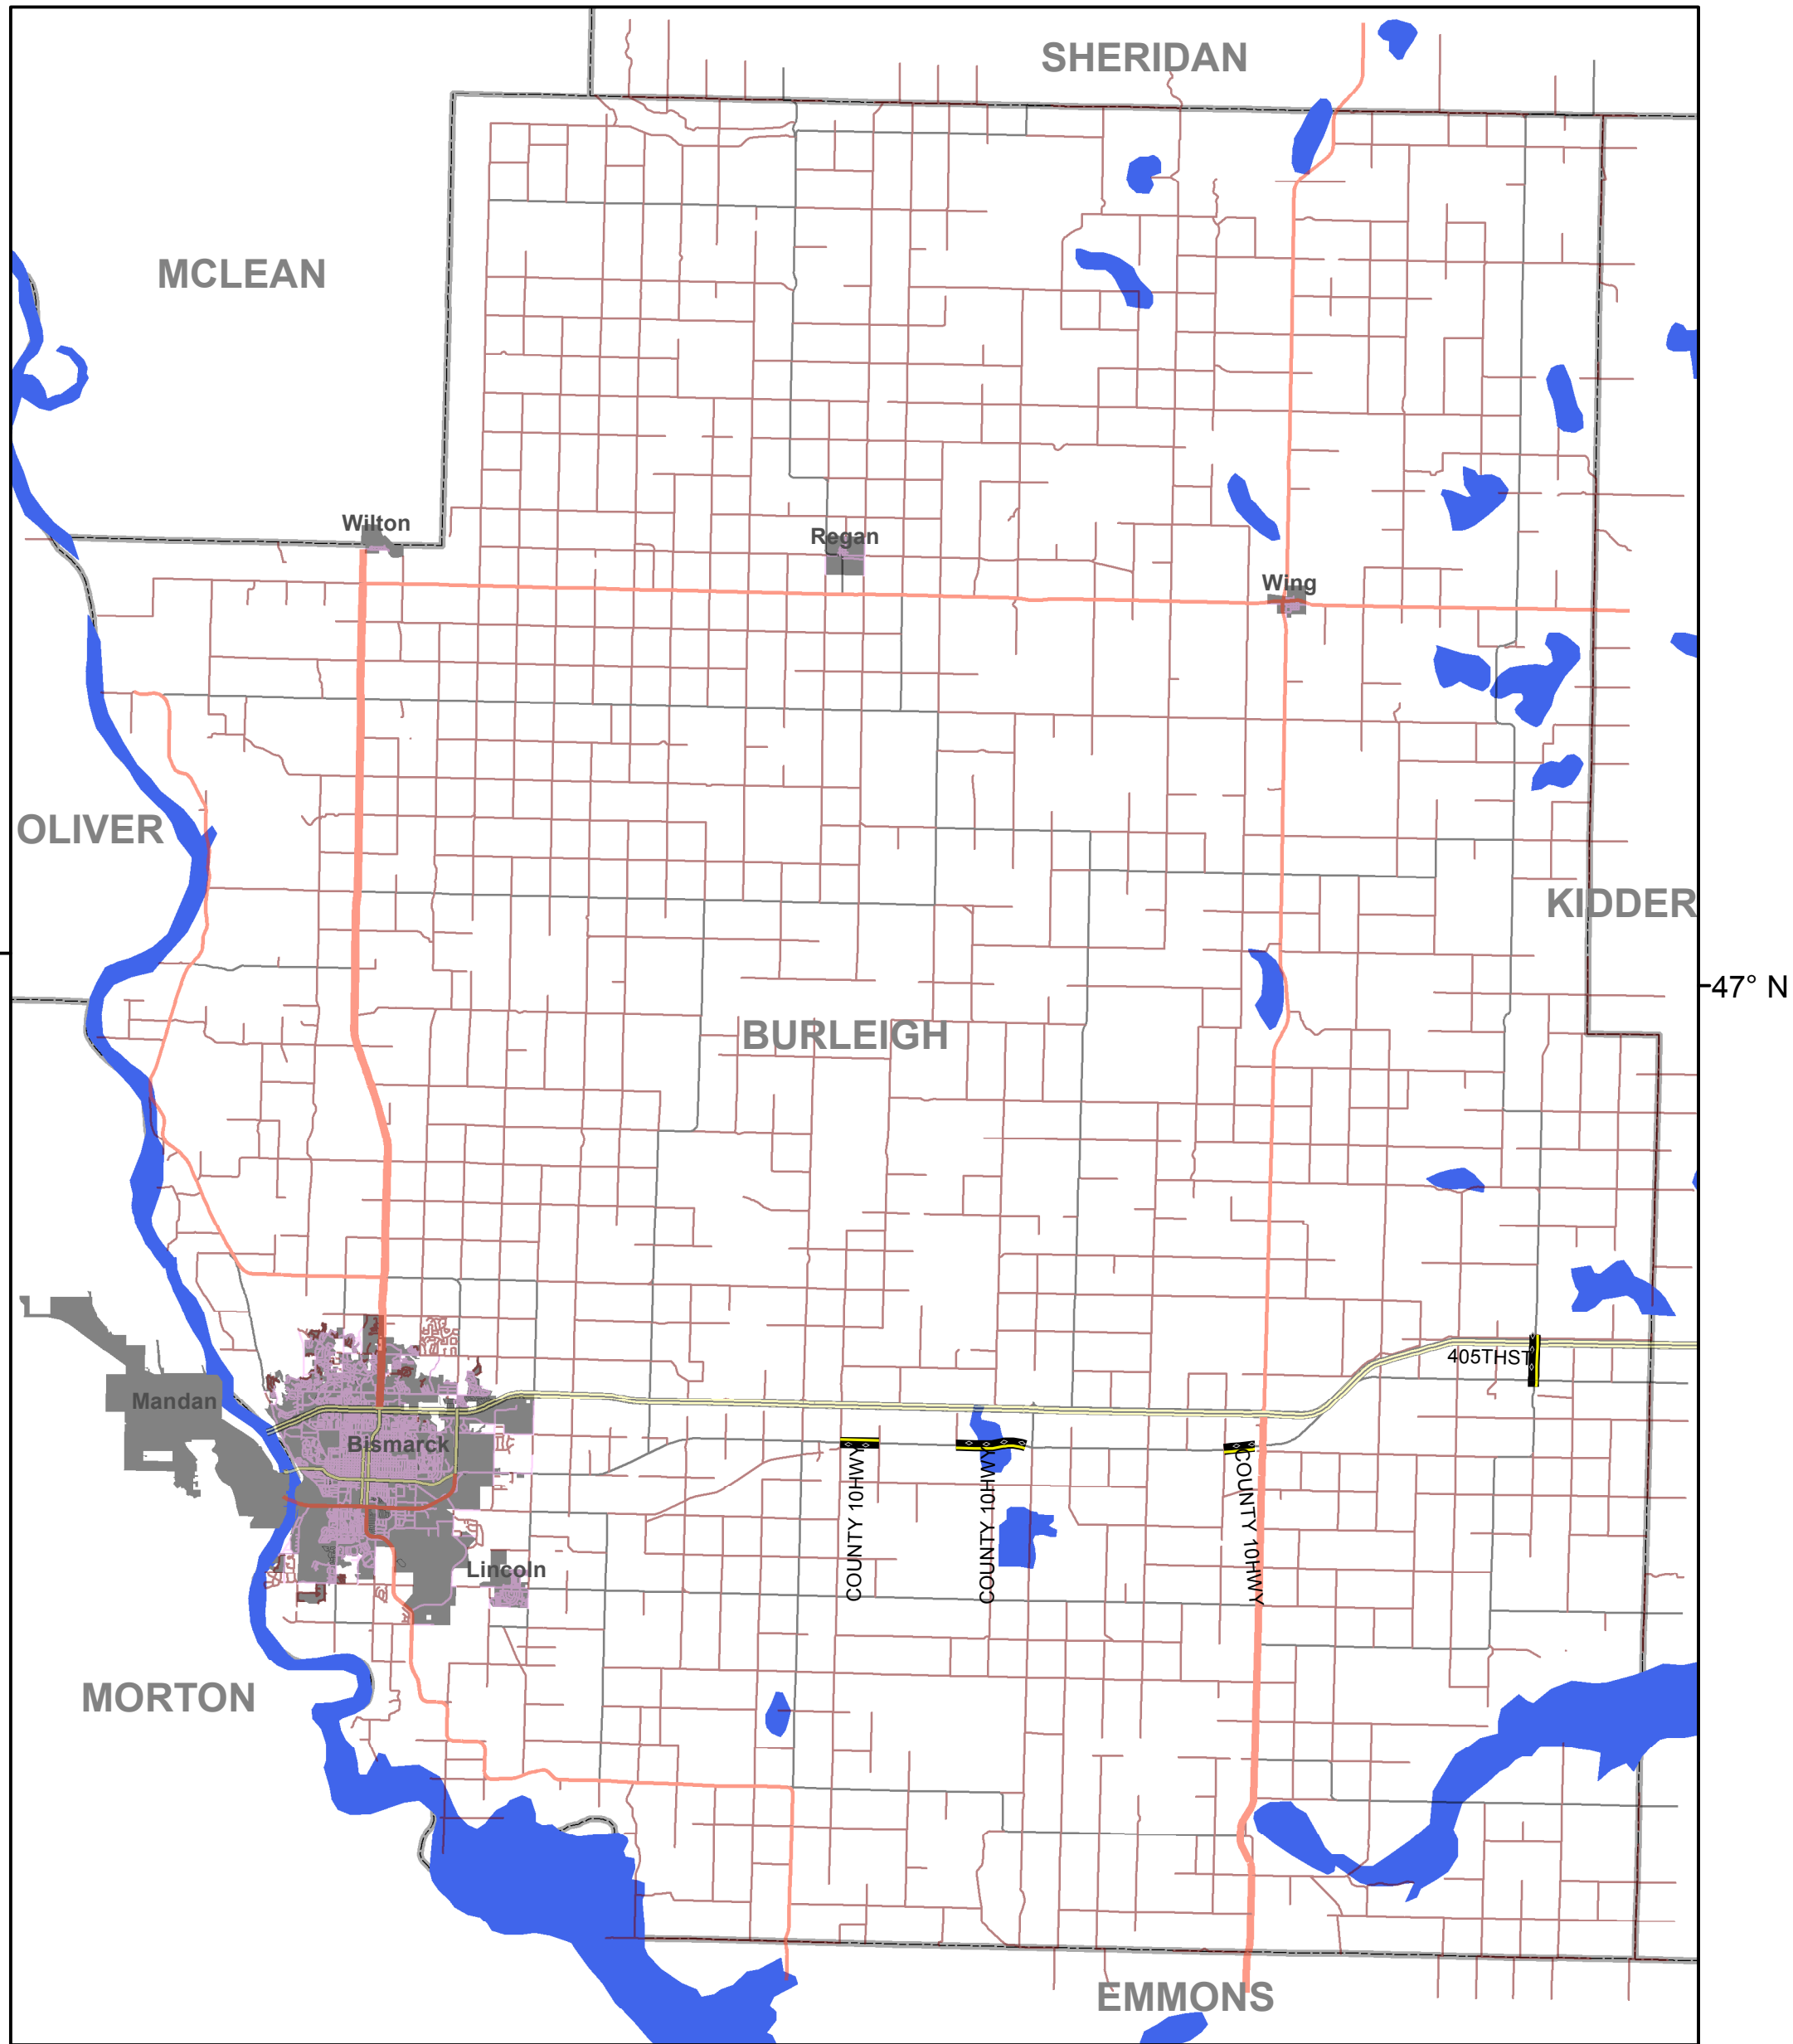 SHERIDAN
MCLEAN
Wilton
Regan
Wing
OLIVER
KIDDER
47° N
BURLEIGH
405THST
Mandan
Bismarck
COUNTY 10HWY
COUNTY 10HWY
COUNTY 10HWY
Lincoln
MORTON
EMMONS